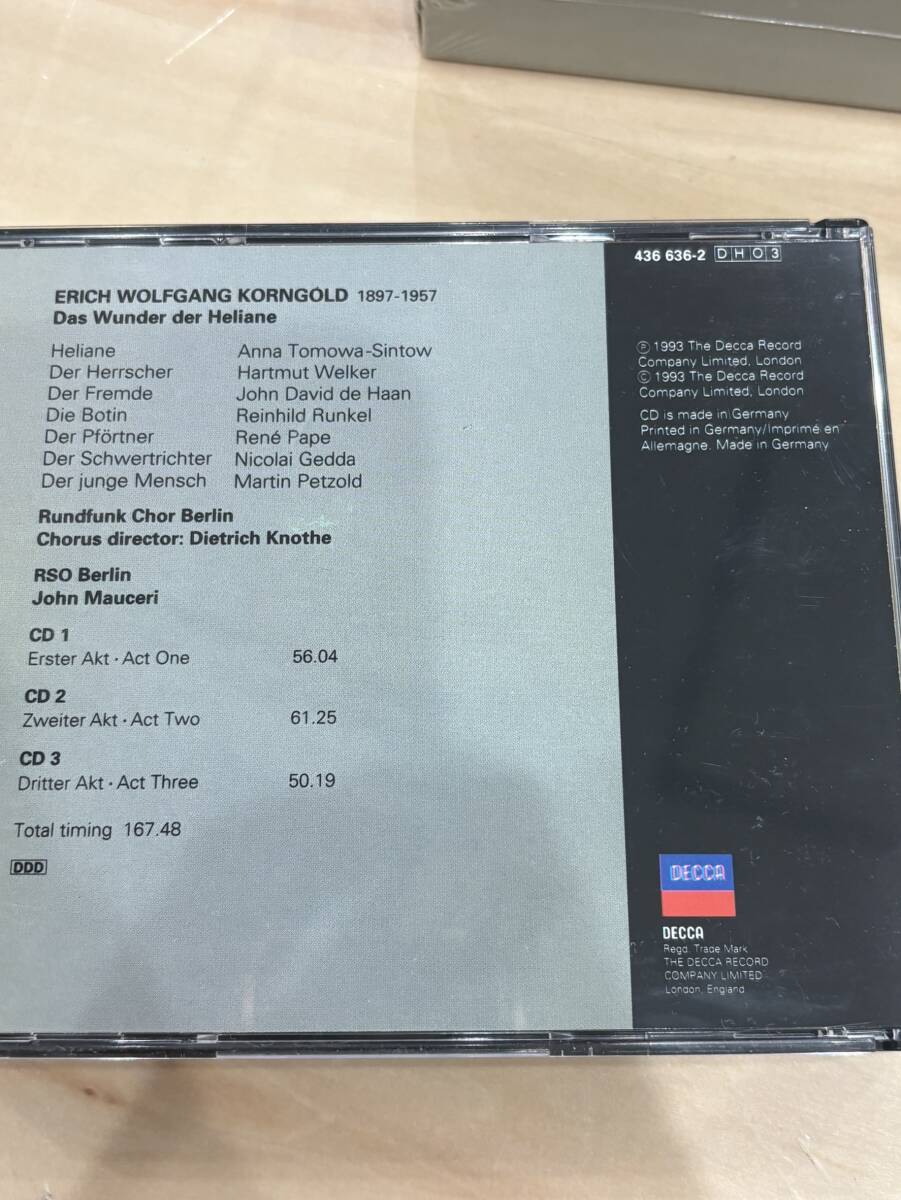 ERICH WOLFGANG KORNGOLD 1897-1957
Das Wunder der Heliane
Heliane Anna Tomowa-Sintow
Der Herrscher Hartmut Welker
Der Fremde John David de Haan
Die Botin Reinhild Runkel
Der Pförtner René Pape
Der Schwertrichter Nicolai Gedda
Der junge Mensch Martin Petzold
Rundfunk Chor Berlin
Chorus director: Dietrich Knothe
RSO Berlin
John Mauceri
CD 1
Erster Akt · Act One 56.04
CD 2
Zweiter Akt · Act Two 61.25
CD 3
Dritter Akt · Act Three 50.19
Total timing 167.48
DDD
436 636-2 DHO3
Ⓟ 1993 The Decca Record
Company Limited, London
© 1993 The Decca Record
Company Limited, London
CD is made in Germany
Printed in Germany/Imprimé en
Allemagne. Made in Germany
DECCA
DECCA
Regd. Trade Mark
THE DECCA RECORD
COMPANY LIMITED
London, England